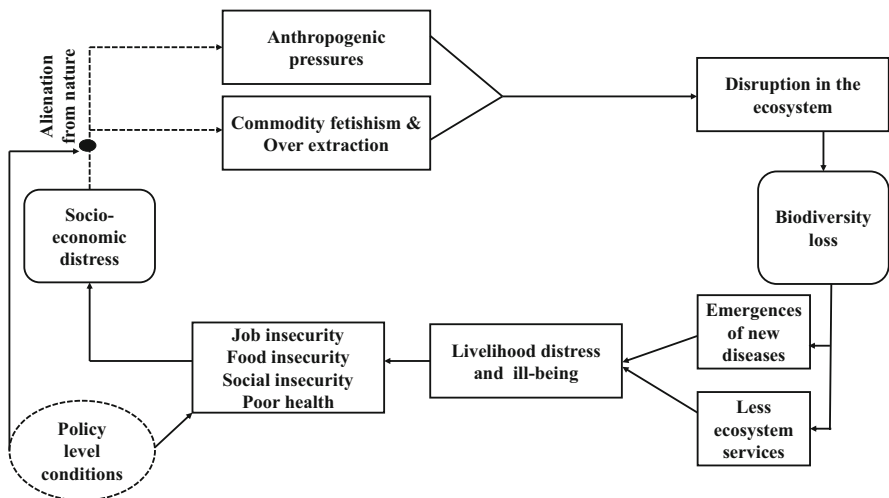 Alienation
from nature
Anthropogenic
pressures
Commodity fetishism &
Over extraction
Disruption in the
ecosystem
Socio-
economic
distress
Biodiversity
loss
Emergences
of new
diseases
Job insecurity
Food insecurity
Social insecurity
Poor health
Livelihood distress
and ill-being
Less
ecosystem
services
Policy
level
conditions